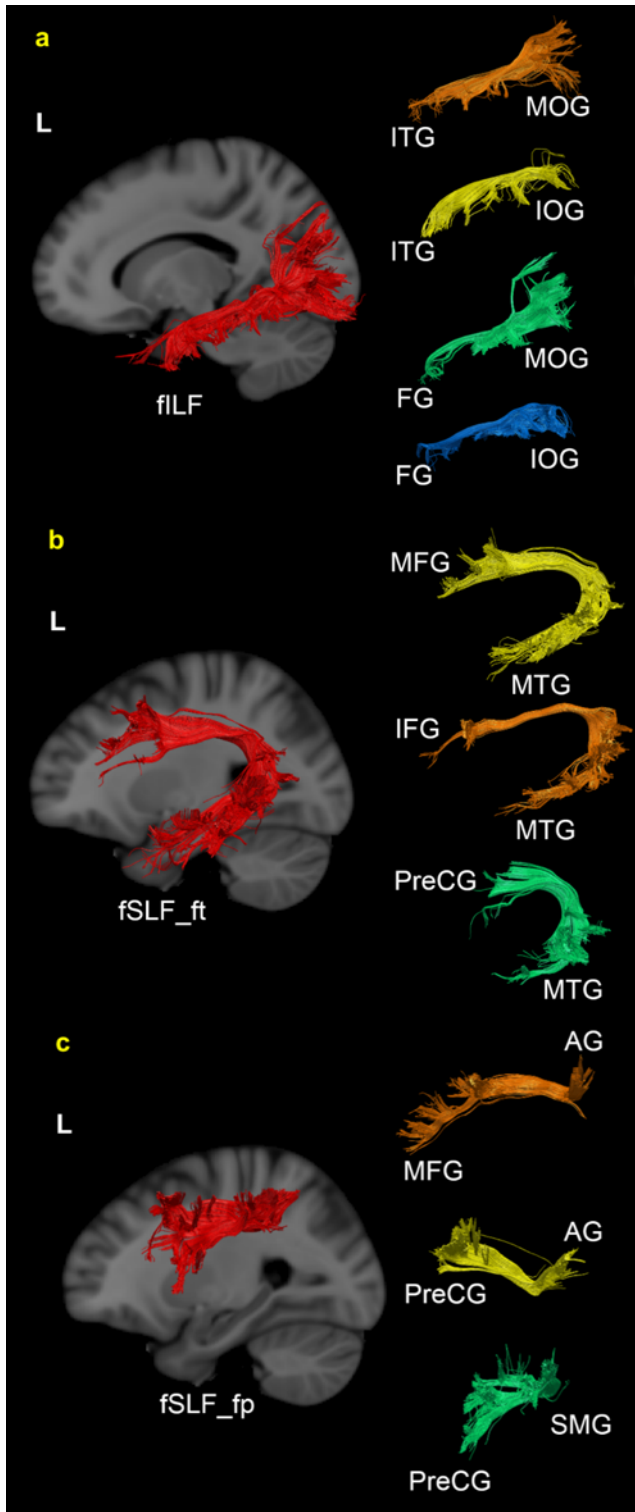 a
L
MOG
ITG
IOG
ITG
MOG
FG
fILF
IOG
FG
b
MFG
L
MTG
IFG
MTG
PreCG
fSLF_ft
MTG
c
AG
L
MFG
AG
PreCG
fSLF_fp
SMG
PreCG